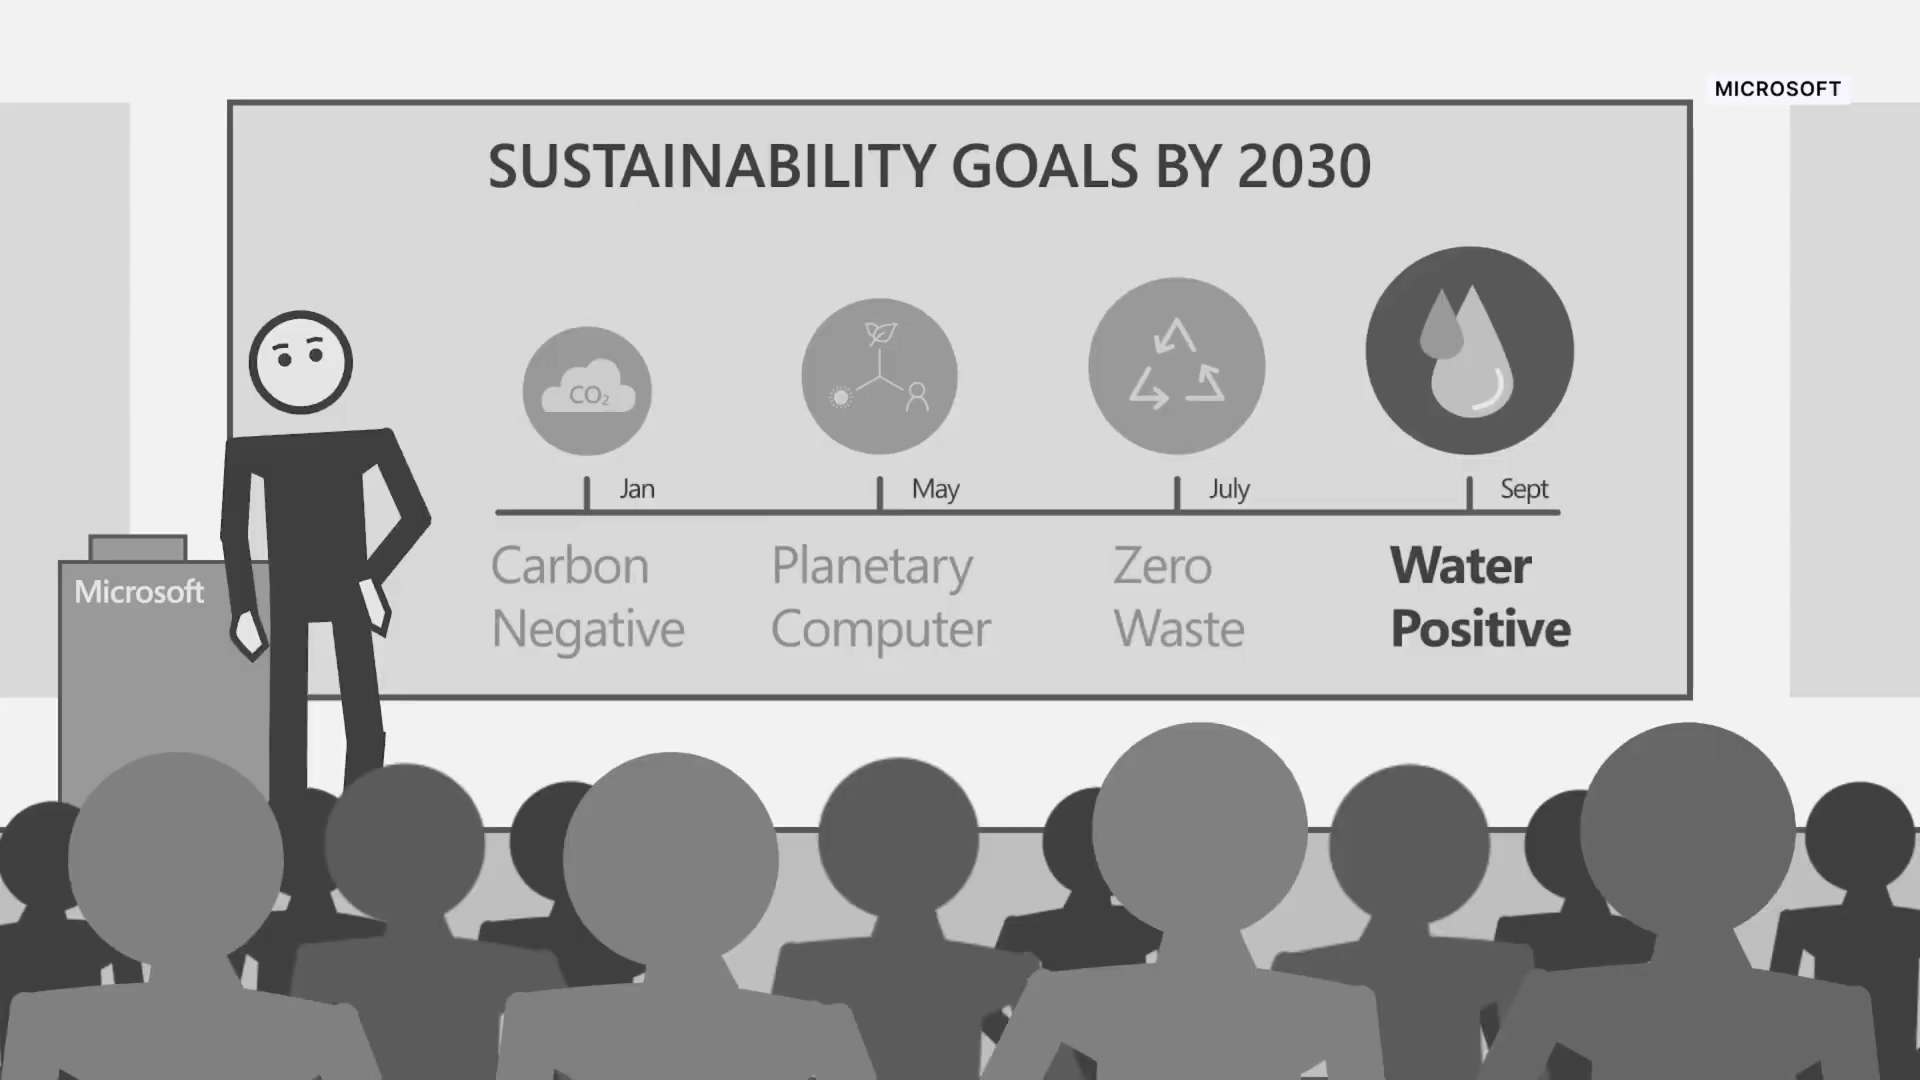 MICROSOFT
SUSTAINABILITY GOALS BY 2030
CO₂
Jan
May
July
Sept
Carbon
Negative
Planetary
Computer
Zero
Waste
Water
Positive
Microsoft